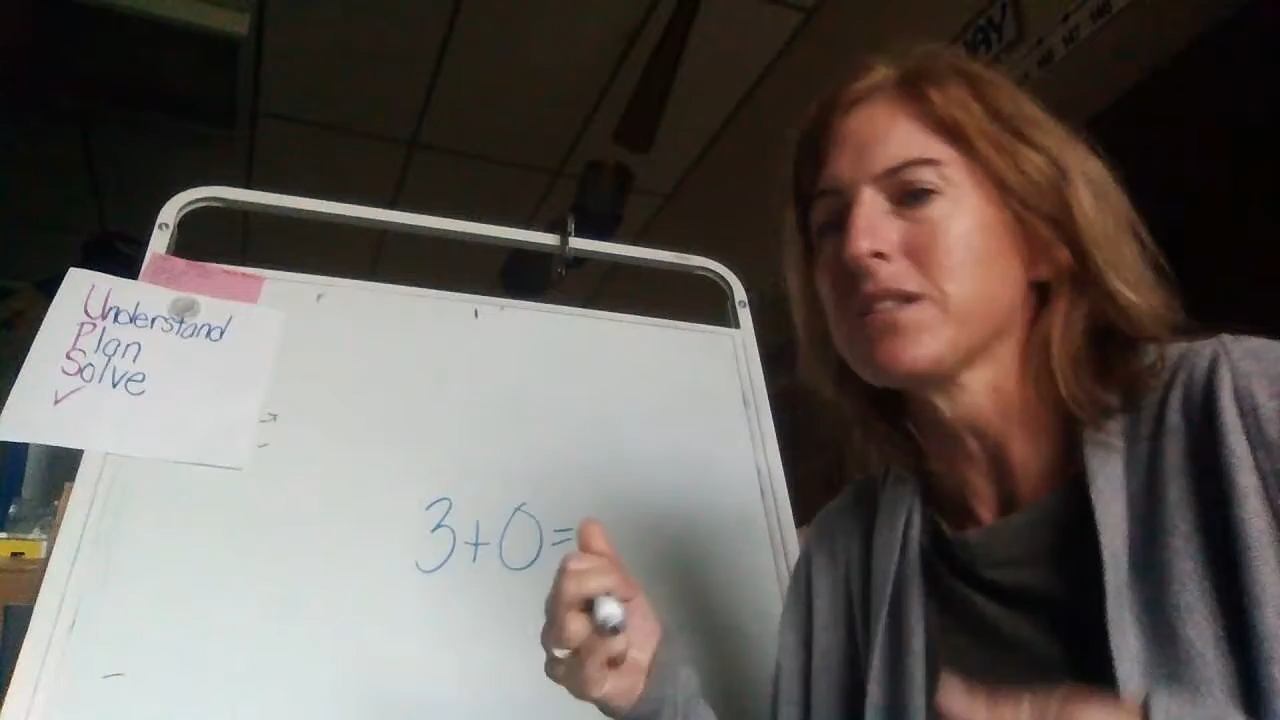 Understand
Plan
Solve
✓
3+0=